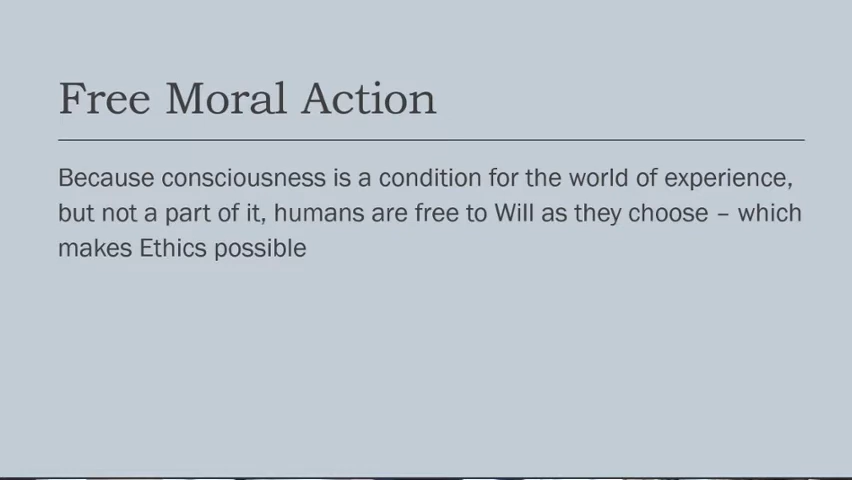 Free Moral Action
Because consciousness is a condition for the world of experience,
but not a part of it, humans are free to Will as they choose – which
makes Ethics possible